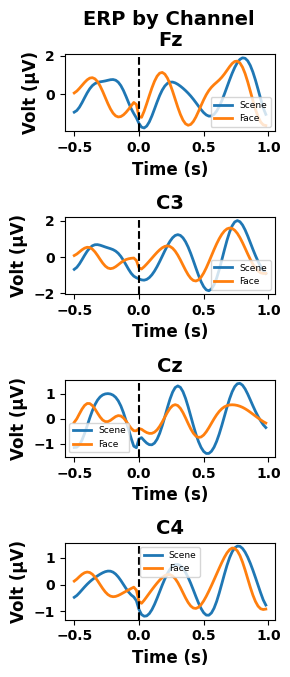 ERP by Channel
Fz
Volt (µV)
2
0
Scene
Face
−0.5 0.0 0.5 1.0
Time (s)
C3
Volt (µV)
2
0
−2
Scene
Face
−0.5 0.0 0.5 1.0
Time (s)
Cz
Volt (µV)
1
0
−1
Scene
Face
−0.5 0.0 0.5 1.0
Time (s)
C4
Volt (µV)
1
0
−1
Scene
Face
−0.5 0.0 0.5 1.0
Time (s)